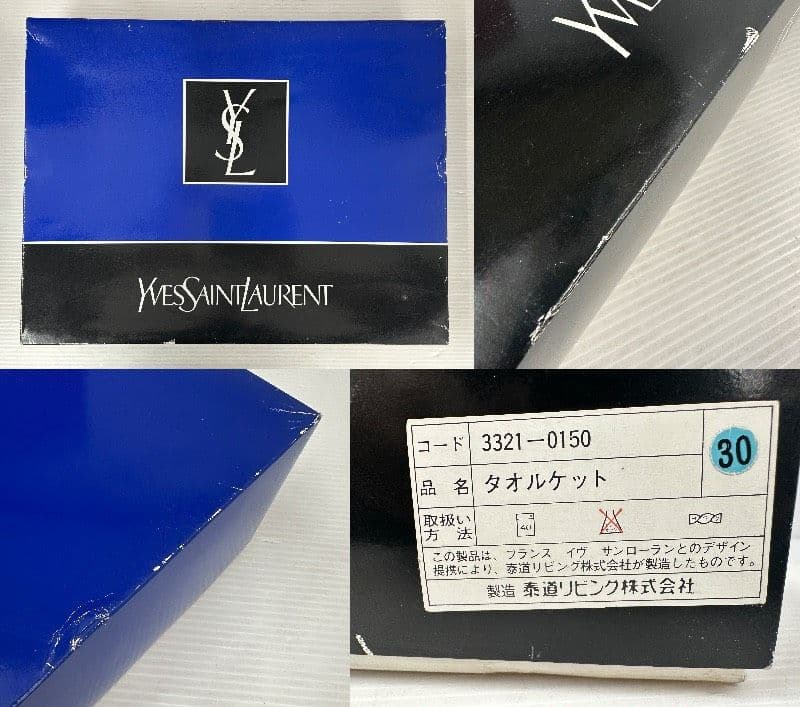 YSL
YVESSAINTLAURENT
YV
コード 3321-0150
30
品名 タオルケット
取扱い方法 40
この製品は、フランス イヴ サンローランとのデザイン
提携により、泰道リビング株式会社が製造したものです。
製造 泰道リビング株式会社